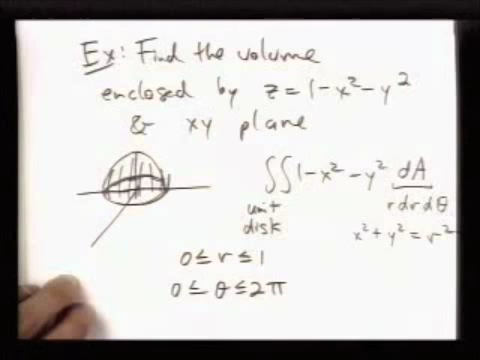 Ex: Find the volume
enclosed by z = 1 - x² - y²
& xy plane
∬ 1 - x² - y² dA
unit
disk
r dr dθ
x² + y² = r²
0 ≤ r ≤ 1
0 ≤ θ ≤ 2π